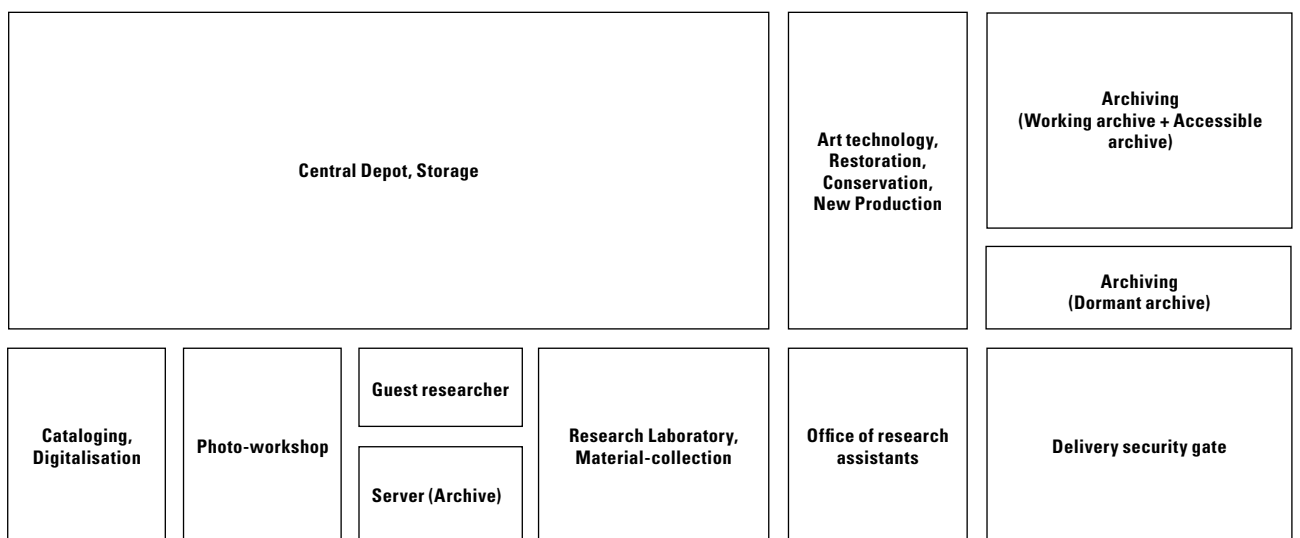 Central Depot, Storage
Art technology,
Restoration,
Conservation,
New Production
Archiving
(Working archive + Accessible
archive)
Archiving
(Dormant archive)
Cataloging,
Digitalisation
Photo-workshop
Guest researcher
Server (Archive)
Research Laboratory,
Material-collection
Office of research
assistants
Delivery security gate